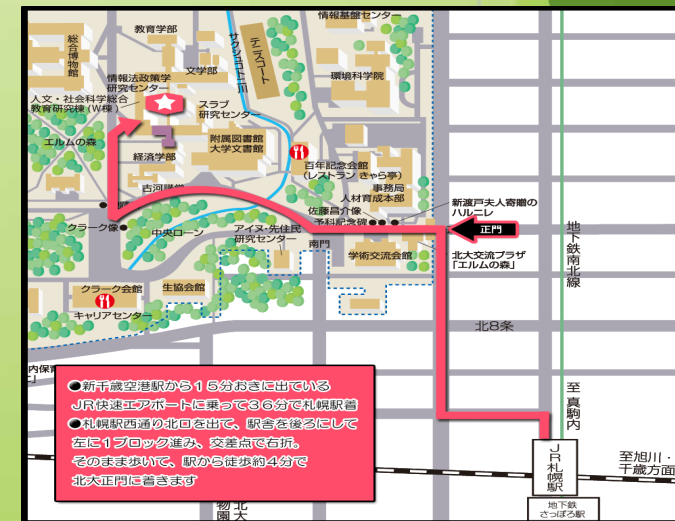 情報基盤センター
教育学部
総合博物館
文学部
サクシュコトニ川
テニスコート
環境科学院
情報法政策学
研究センター
人文・社会科学総合
教育研究棟(W棟)
スラブ
研究センター
エルムの森
附属図書館
大学文書館
経済学部
百年記念会館
(レストラン きゃら亭)
事務局
人材育成本部
古河講堂
佐藤昌介像
予科記念碑
新渡戸夫人寄贈の
ハルニレ
クラーク像
中央ローン
アイヌ・先住民
研究センター
南門
正門
学術交流会館
北大交流プラザ
「エルムの森」
地下鉄南北線
クラーク会館
生協会館
キャリアセンター
北8条
至 真駒内
●新千歳空港駅から15分おきに出ている
JR快速エアポートに乗って36分で札幌駅着
●札幌駅西通り北口を出て、駅舎を後ろにして
左に1ブロック進み、交差点で右折。
そのまま歩いて、駅から徒歩約4分で
北大正門に着きます
JR札幌駅
至旭川・
千歳方面
地下鉄
さっぽろ駅